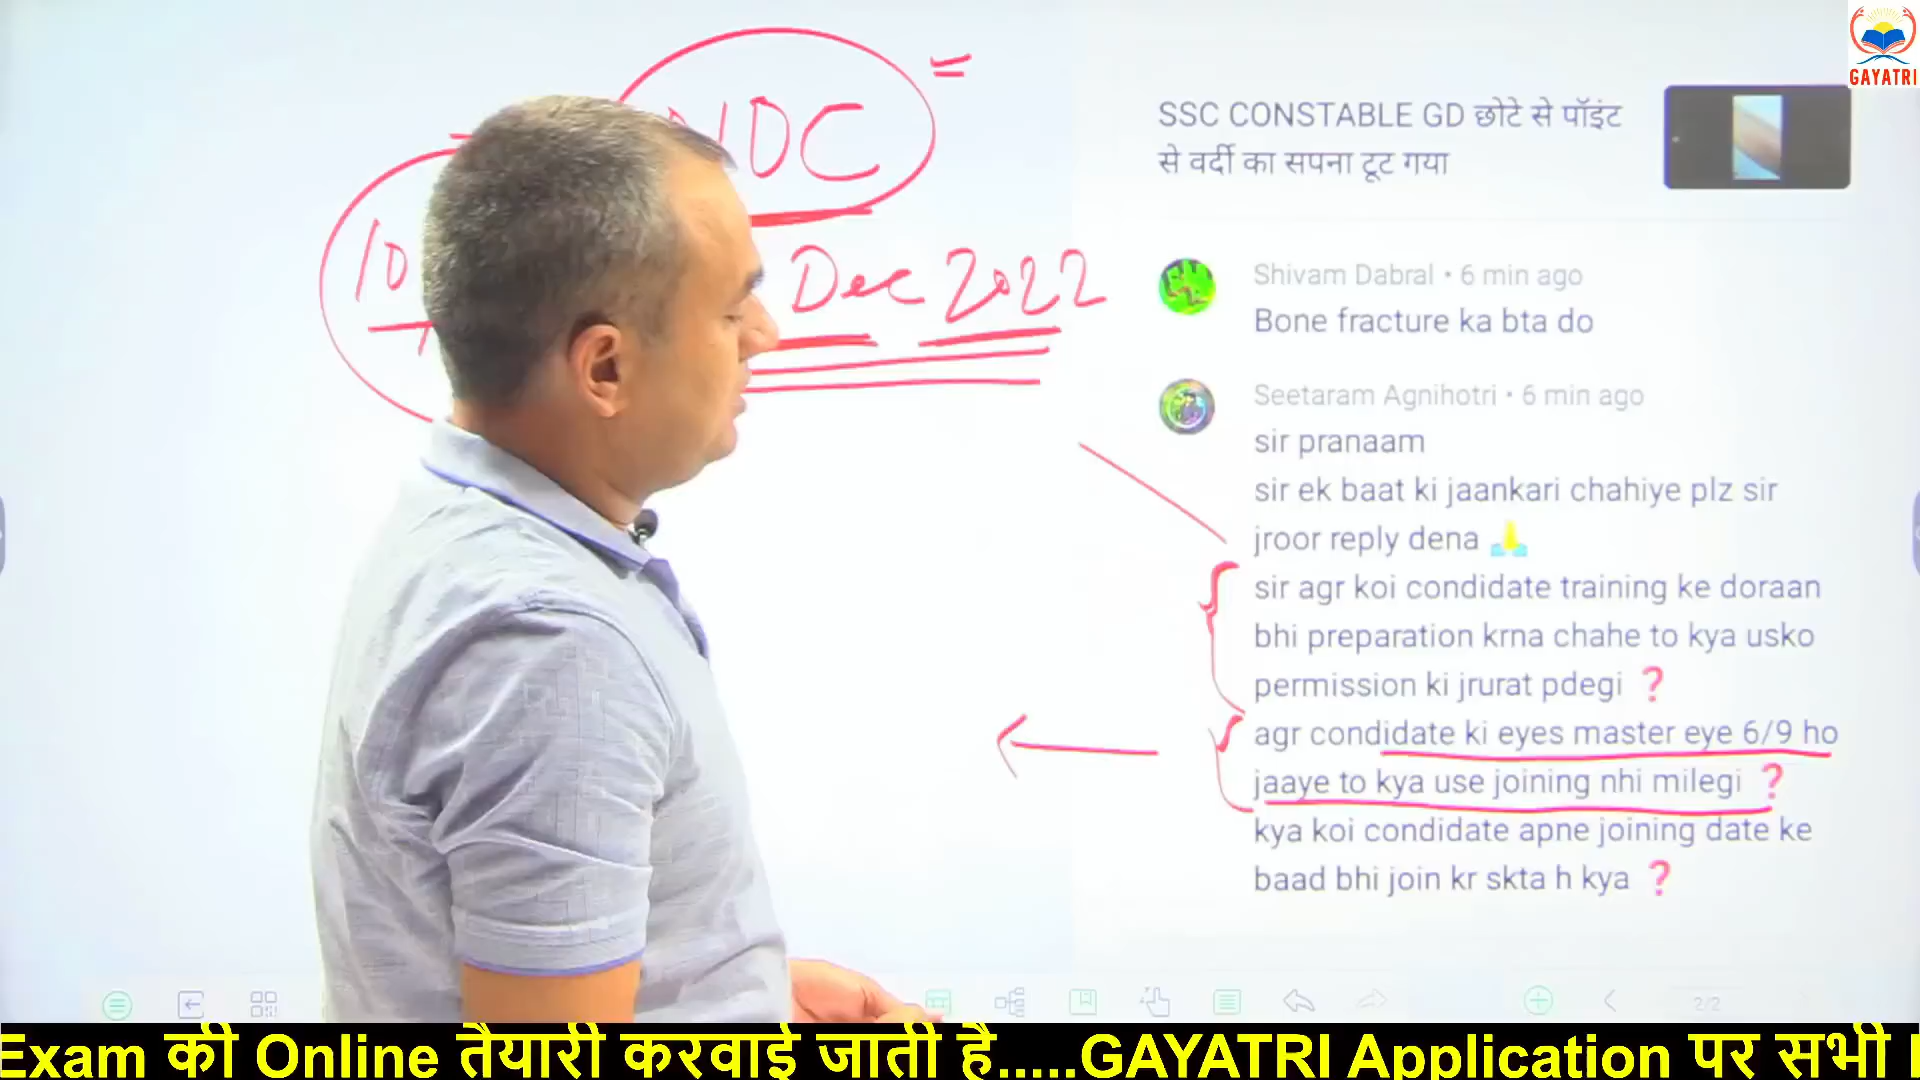 GAYATRI
DC
10
Dec 2022
SSC CONSTABLE GD छोटे से पॉइंट
से वर्दी का सपना टूट गया
Shivam Dabral • 6 min ago
Bone fracture ka bta do
Seetaram Agnihotri • 6 min ago
sir pranaam
sir ek baat ki jaankari chahiye plz sir
jroor reply dena 🙏
sir agr koi condidate training ke doraan
bhi preparation krna chahe to kya usko
permission ki jrurat pdegi ❓
agr condidate ki eyes master eye 6/9 ho
jaaye to kya use joining nhi milegi ❓
kya koi condidate apne joining date ke
baad bhi join kr skta h kya ❓
2/2
Exam की Online तैयारी करवाई जाती है.....GAYATRI Application पर सभी